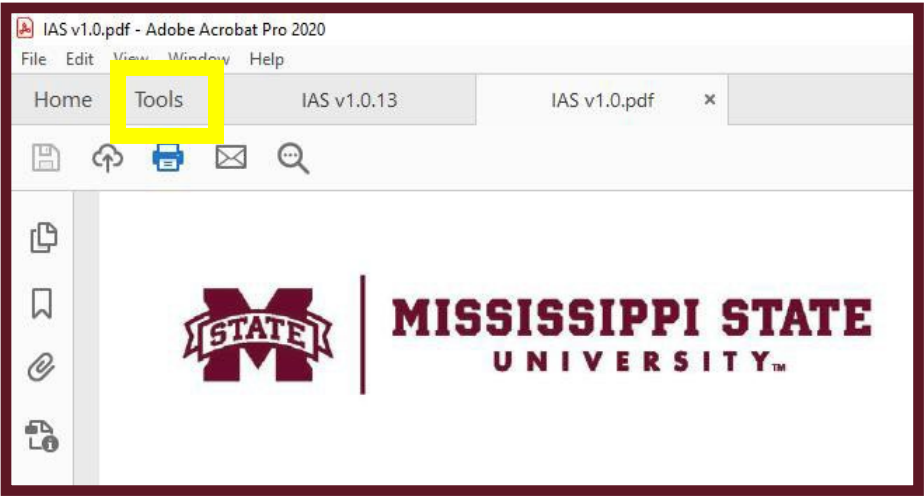 IAS v1.0.pdf - Adobe Acrobat Pro 2020
File Edit View Window Help
Home Tools IAS v1.0.13 IAS v1.0.pdf ×
STATE MISSISSIPPI STATE
UNIVERSITY™